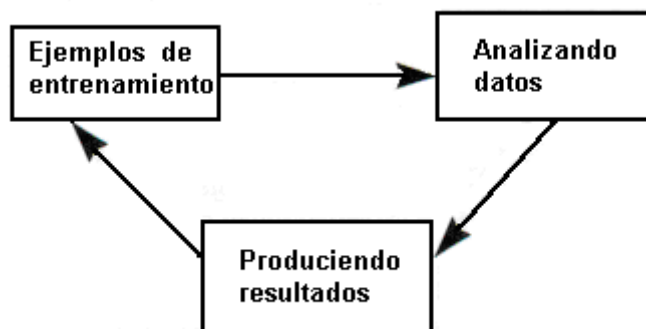 Ejemplos de
entrenamiento
Analizando
datos
Produciendo
resultados